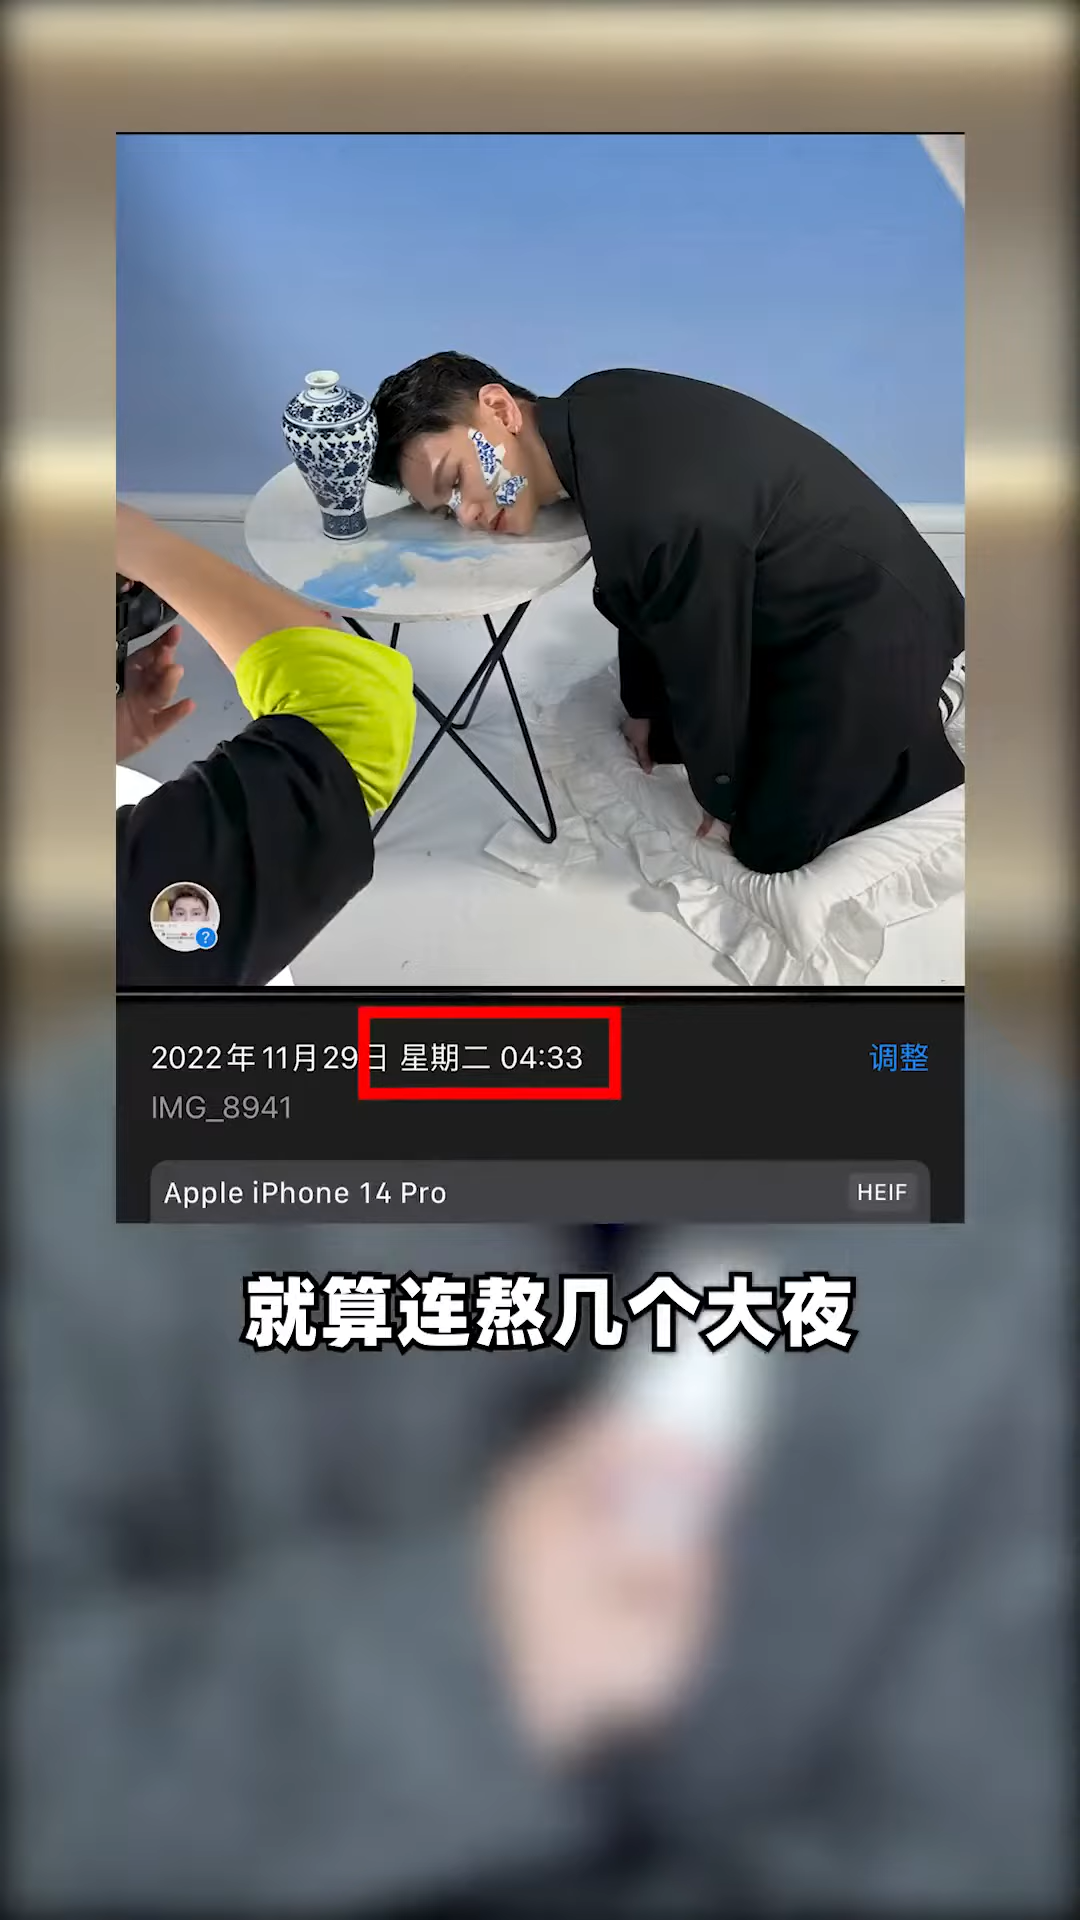 2022年11月29日 星期二 04:33
调整
IMG_8941
Apple iPhone 14 Pro
HEIF
就算连熬几个大夜